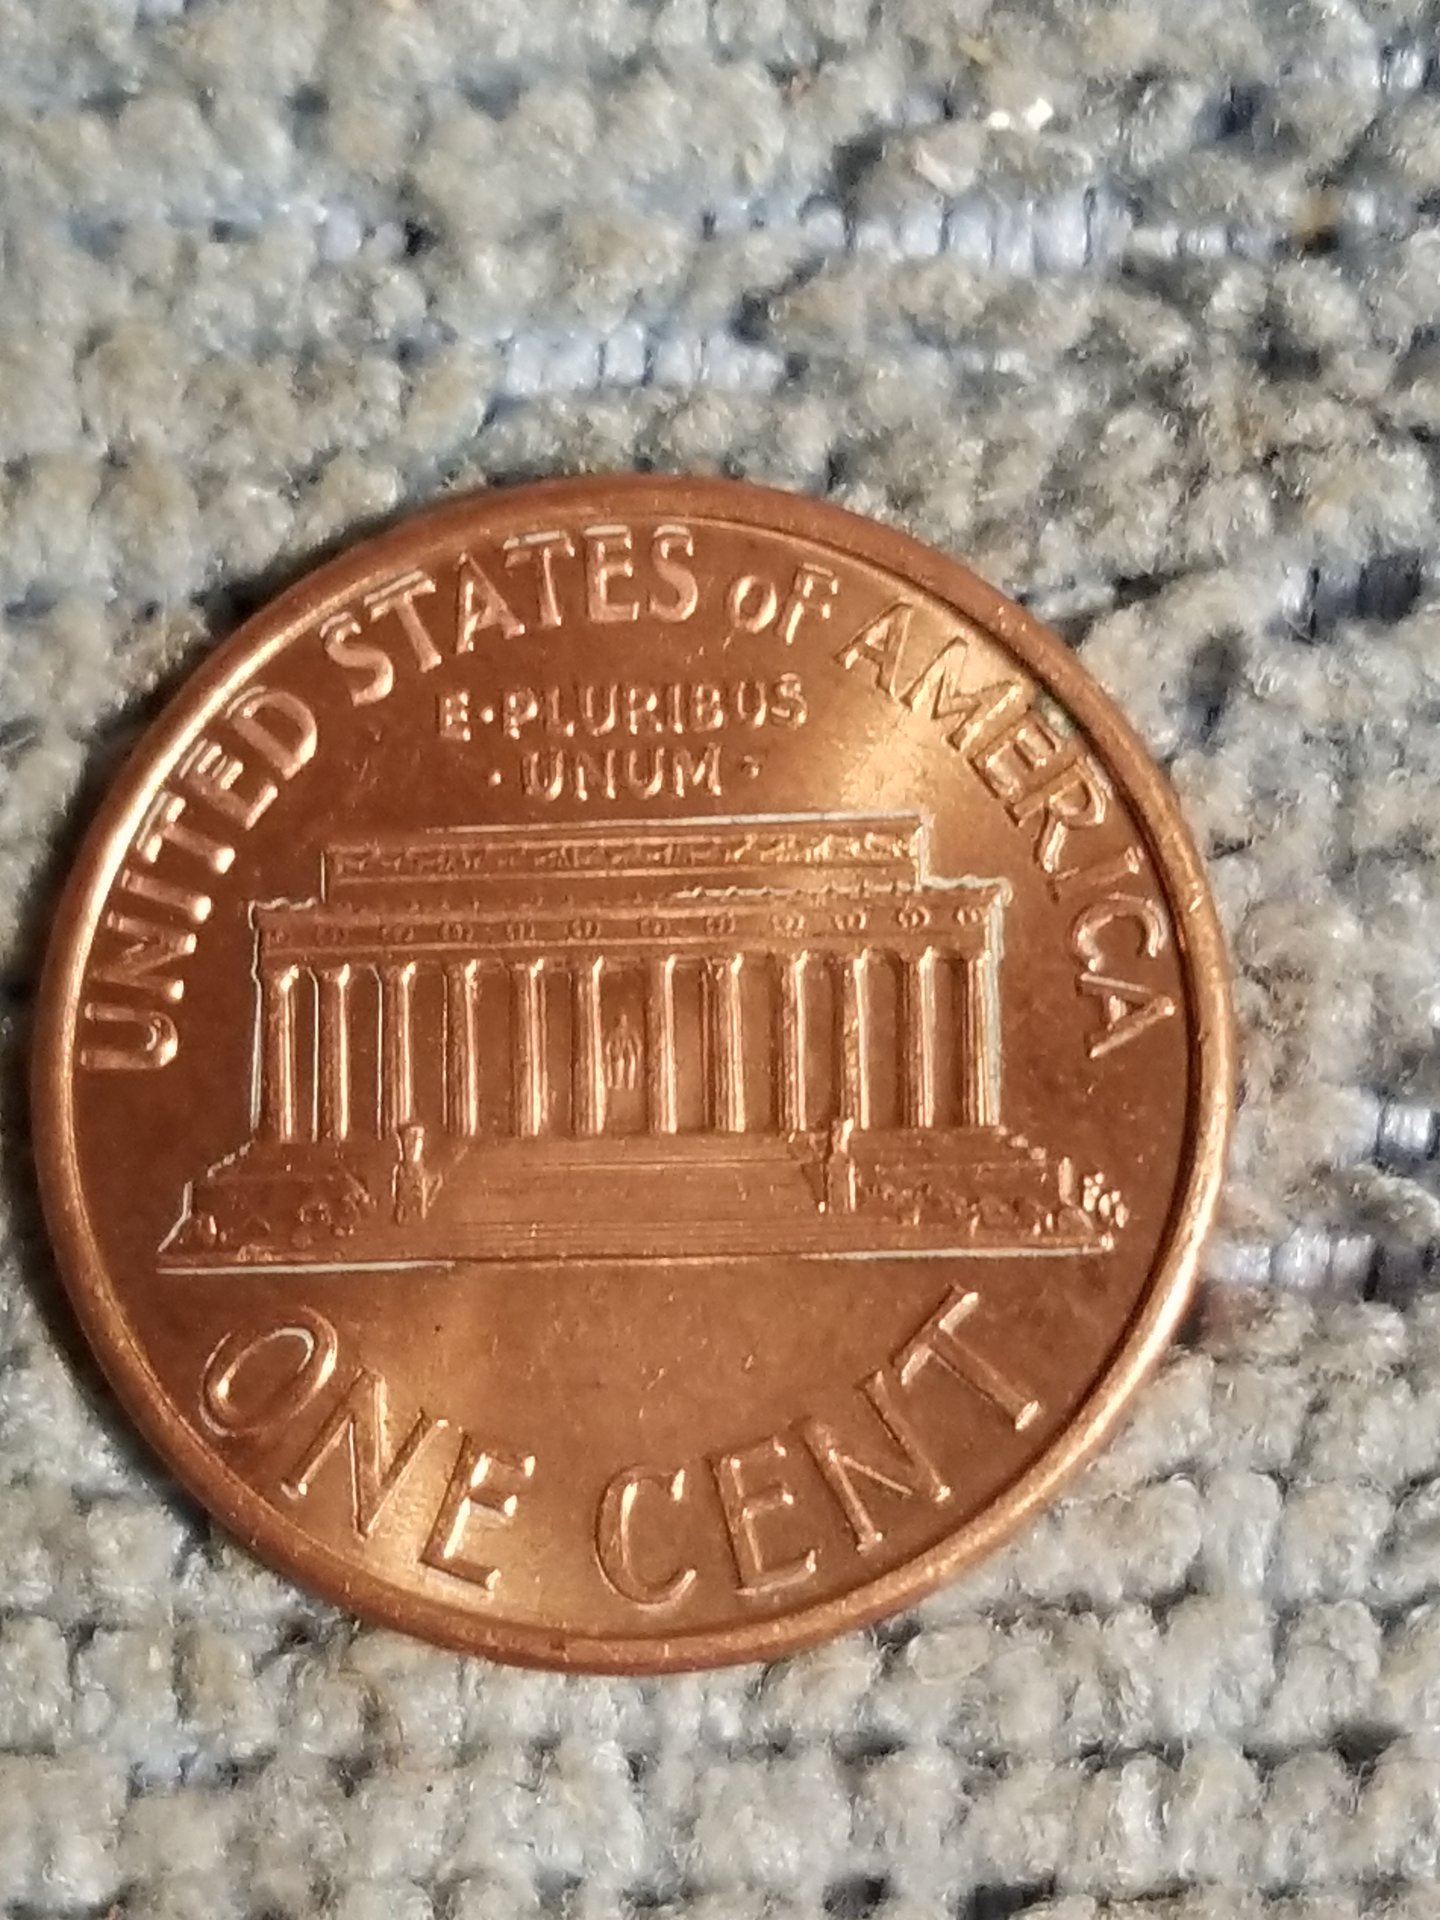 UNITED STATES OF AMERICA
E·PLURIBUS
·UNUM·
ONE CENT